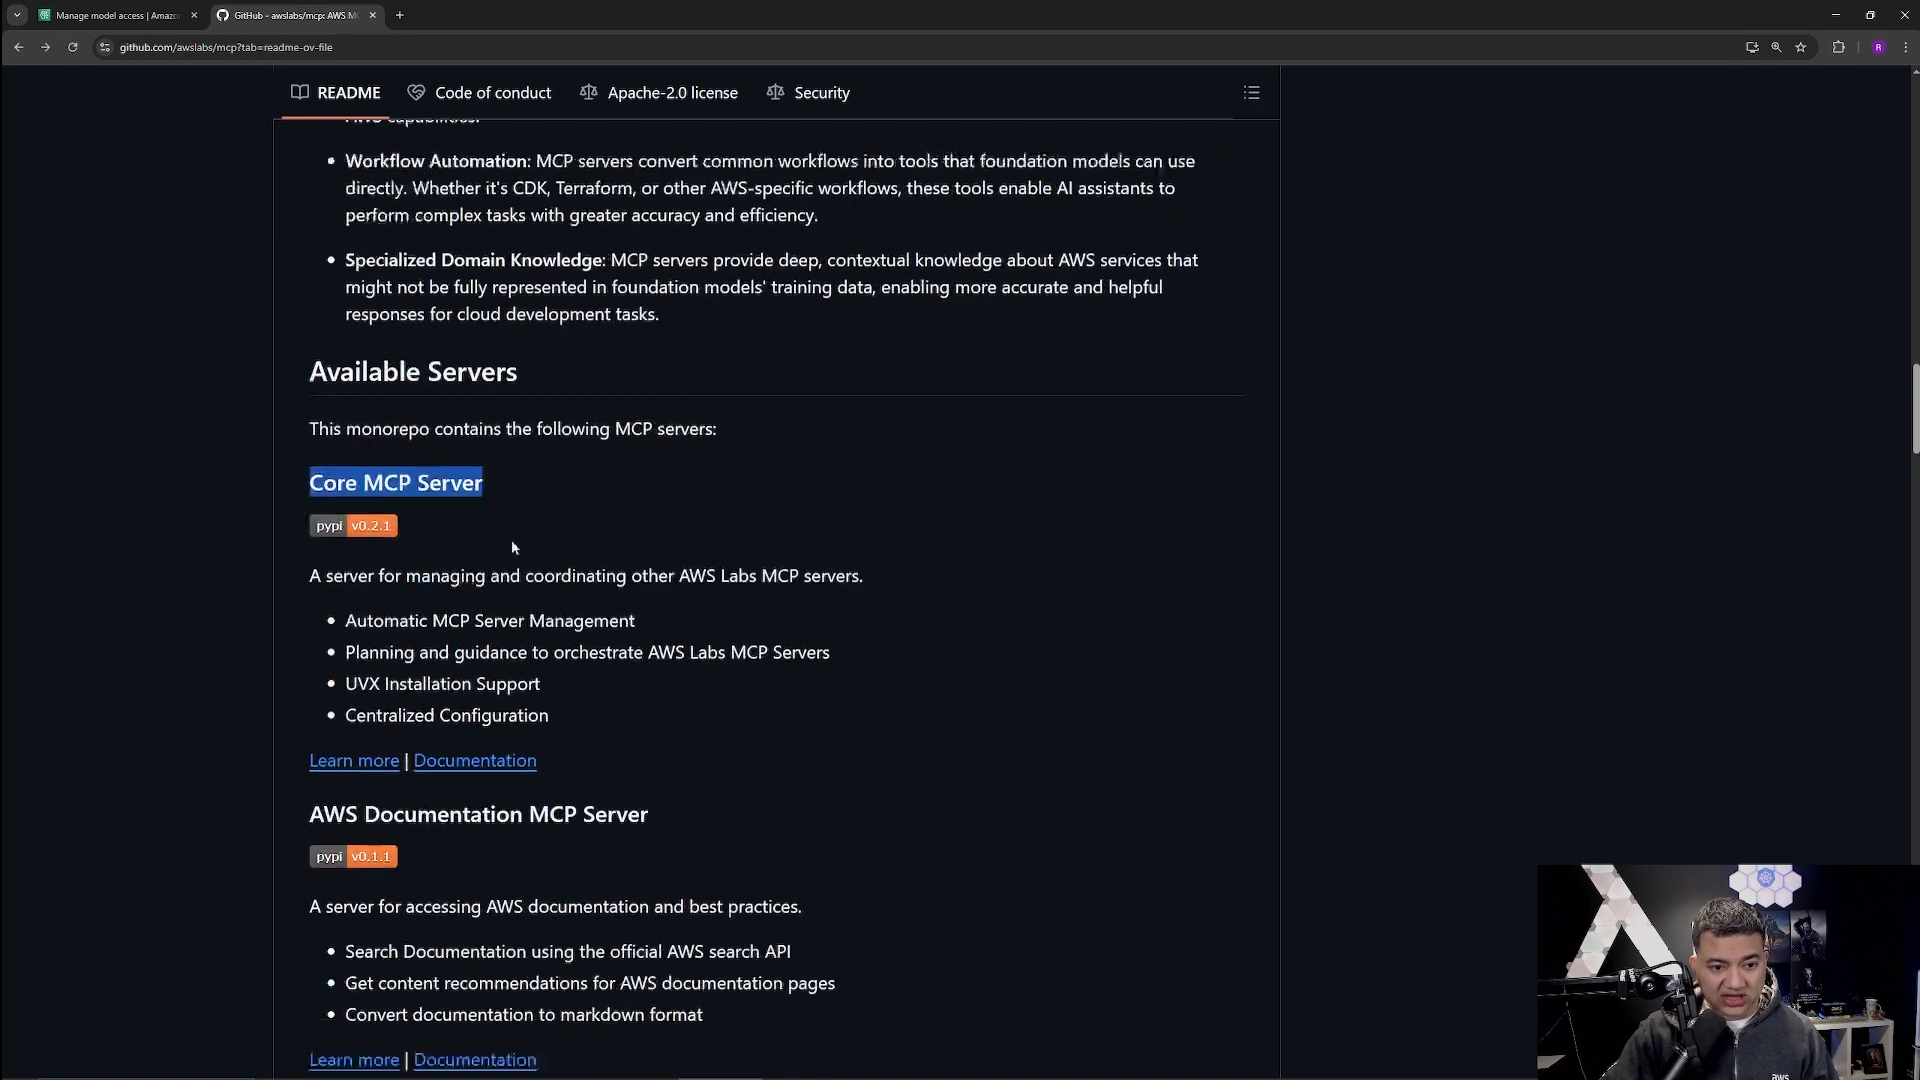 Manage model access | Amazo
GitHub - awslabs/mcp: AWS M
github.com/awslabs/mcp?tab=readme-ov-file
R
README
Code of conduct
Apache-2.0 license
Security
AWS capabilities.
Workflow Automation: MCP servers convert common workflows into tools that foundation models can use
directly. Whether it's CDK, Terraform, or other AWS-specific workflows, these tools enable AI assistants to
perform complex tasks with greater accuracy and efficiency.
Specialized Domain Knowledge: MCP servers provide deep, contextual knowledge about AWS services that
might not be fully represented in foundation models' training data, enabling more accurate and helpful
responses for cloud development tasks.
Available Servers
This monorepo contains the following MCP servers:
Core MCP Server
pypi v0.2.1
A server for managing and coordinating other AWS Labs MCP servers.
Automatic MCP Server Management
Planning and guidance to orchestrate AWS Labs MCP Servers
UVX Installation Support
Centralized Configuration
Learn more | Documentation
AWS Documentation MCP Server
pypi v0.1.1
A server for accessing AWS documentation and best practices.
Search Documentation using the official AWS search API
Get content recommendations for AWS documentation pages
Convert documentation to markdown format
Learn more | Documentation
aws